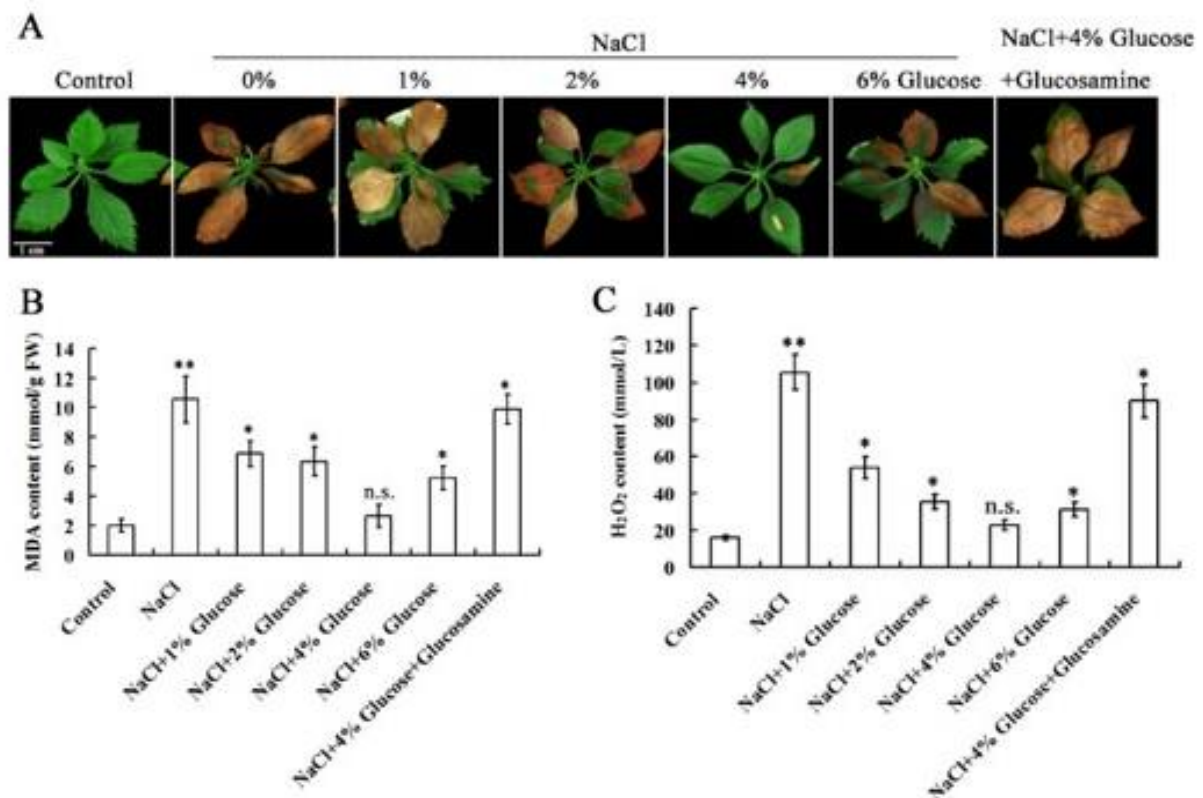 A
NaCl
NaCl+4% Glucose
Control 0% 1% 2% 4% 6% Glucose +Glucosamine
1 cm
B
MDA content (mmol/g FW)
14
12
10
8
6
4
2
0
**
*
*
n.s.
*
*
Control
NaCl
NaCl+1% Glucose
NaCl+2% Glucose
NaCl+4% Glucose
NaCl+6% Glucose
NaCl+4% Glucose+Glucosamine
C
H₂O₂ content (mmol/L)
140
120
100
80
60
40
20
0
**
*
*
n.s.
*
*
Control
NaCl
NaCl+1% Glucose
NaCl+2% Glucose
NaCl+4% Glucose
NaCl+6% Glucose
NaCl+4% Glucose+Glucosamine